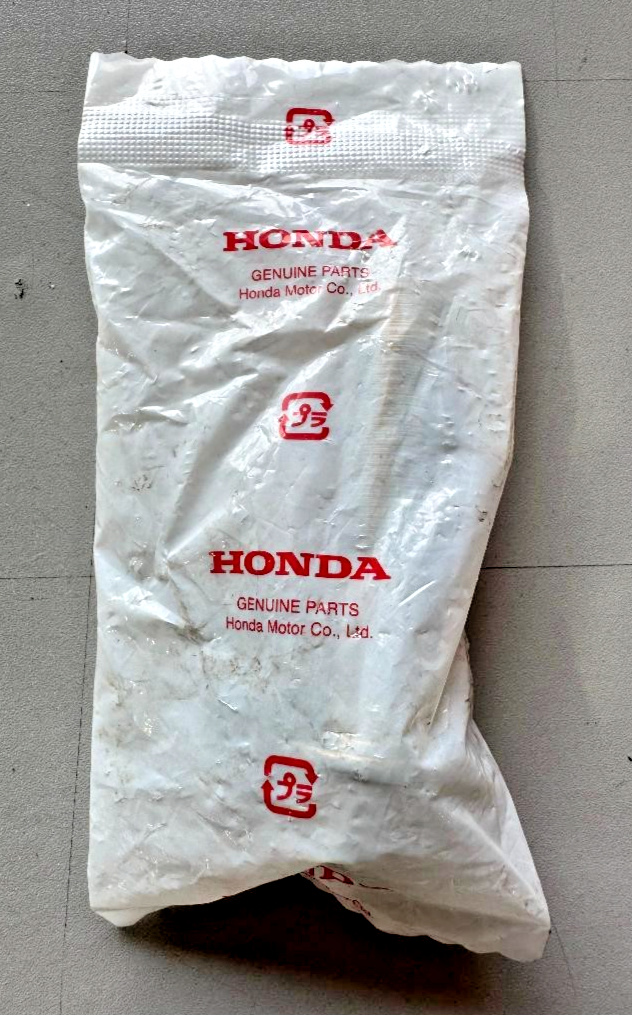 プラ
HONDA
GENUINE PARTS
Honda Motor Co., Ltd.
プラ
HONDA
GENUINE PARTS
Honda Motor Co., Ltd.
プラ